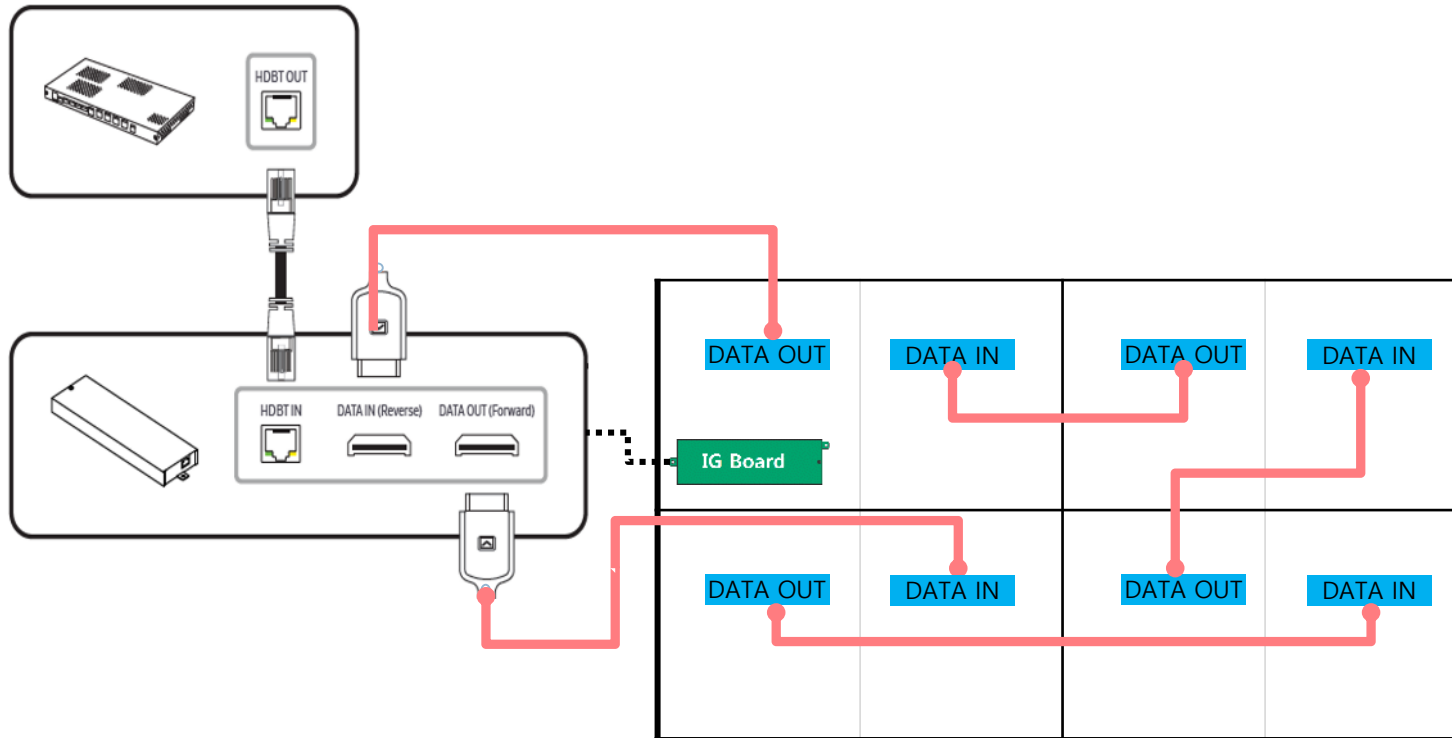 HDBT OUT
HDBT IN
DATA IN (Reverse)
DATA OUT (Forward)
DATA OUT
DATA IN
DATA OUT
DATA IN
IG Board
DATA OUT
DATA IN
DATA OUT
DATA IN